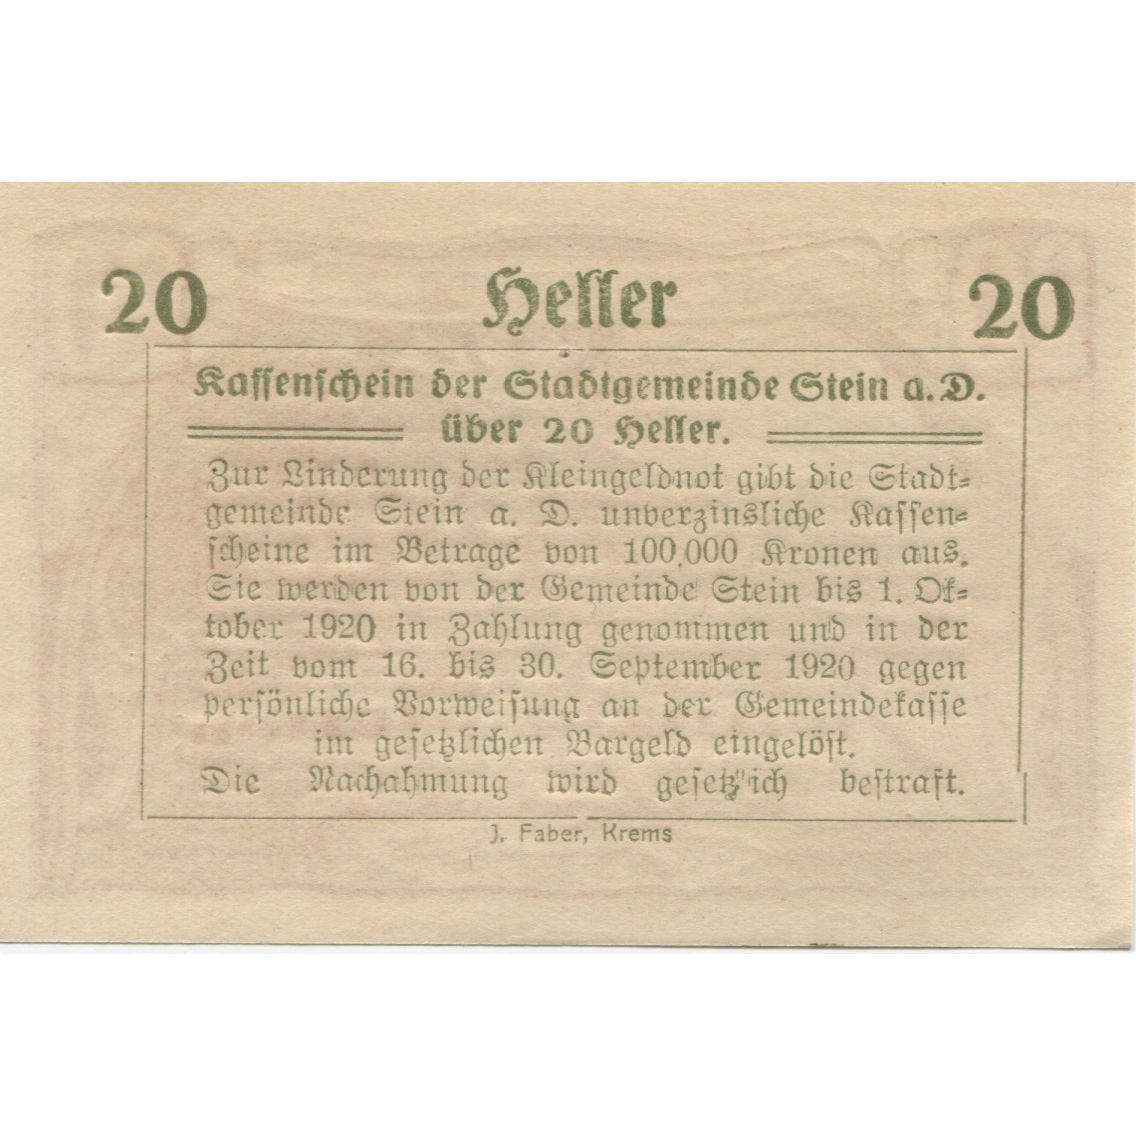 20 Heller 20
Kassenschein der Stadtgemeinde Stein a. D.
über 20 Heller.
Zur Linderung der Kleingeldnot gibt die Stadt-
gemeinde Stein a. D. unverzinsliche Kassen-
scheine im Betrage von 100,000 Kronen aus.
Sie werden von der Gemeinde Stein bis 1. Ok-
tober 1920 in Zahlung genommen und in der
Zeit vom 16. bis 30. September 1920 gegen
persönliche Vorweisung an der Gemeindekasse
im gesetzlichen Bargeld eingelöst.
Die Nachahmung wird gesetzlich bestraft.
J. Faber, Krems